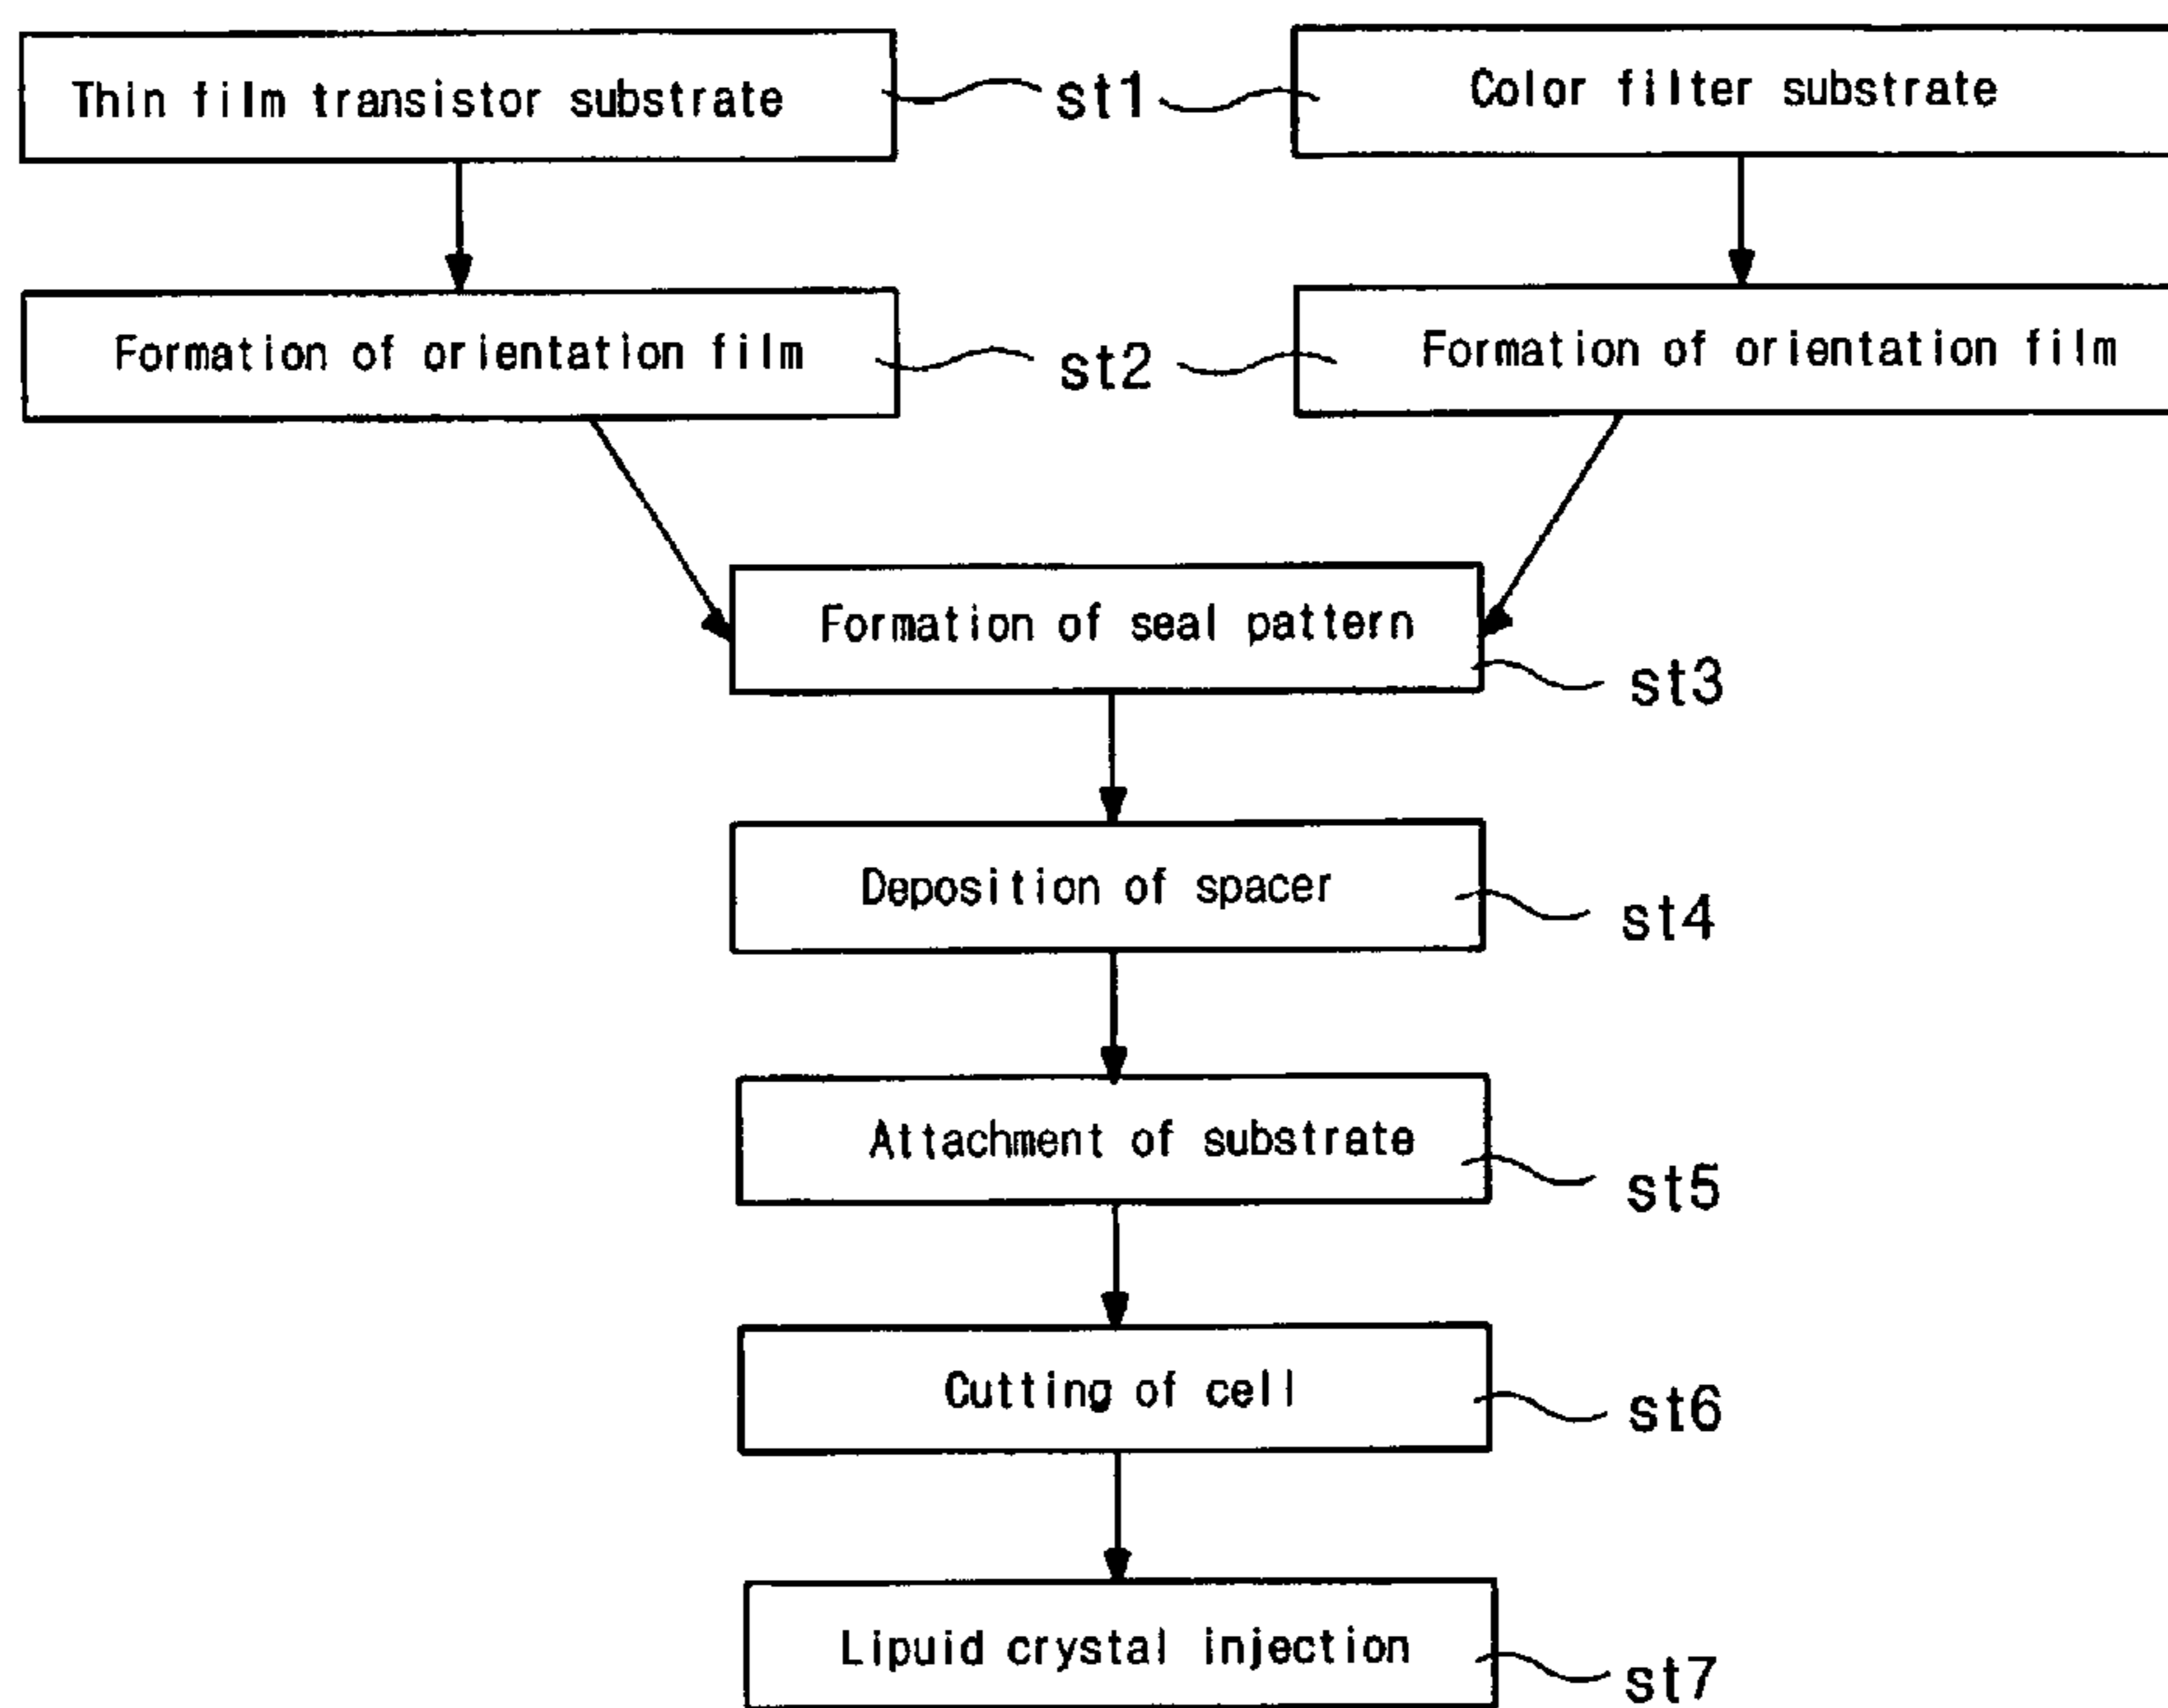 Thin film transistor substrate
st1
Color filter substrate
Formation of orientation film
st2
Formation of orientation film
Formation of seal pattern
st3
Deposition of spacer
st4
Attachment of substrate
st5
Cutting of cell
st6
Lipuid crystal injection
st7